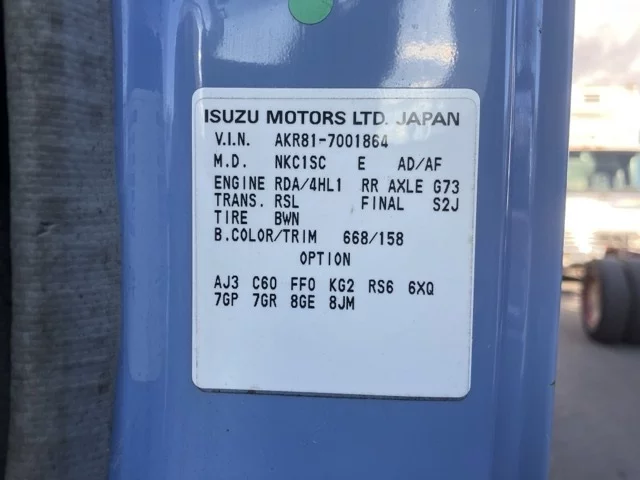 ISUZU MOTORS LTD. JAPAN
V.I.N. AKR81-7001864
M.D. NKC1SC E AD/AF
ENGINE RDA/4HL1 RR AXLE G73
TRANS. RSL FINAL S2J
TIRE BWN
B.COLOR/TRIM 668/158
OPTION
AJ3 C60 FF0 KG2 RS6 6XQ
7GP 7GR 8GE 8JM